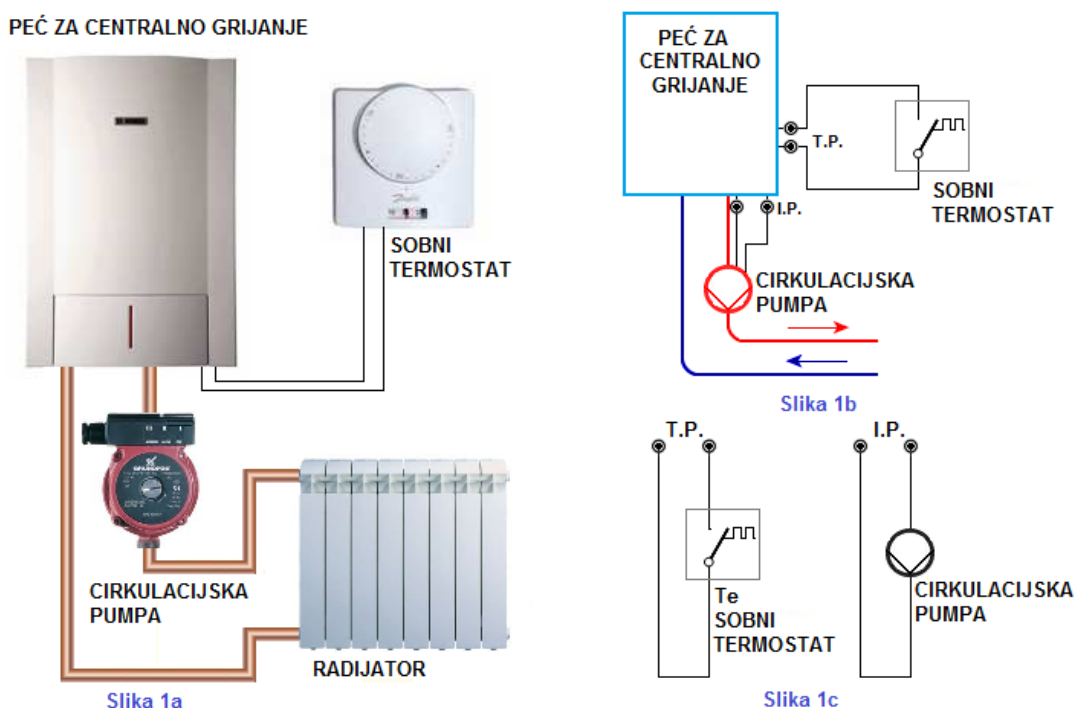 PEĆ ZA CENTRALNO GRIJANJE
SOBNI
TERMOSTAT
GRUNDFOS
CIRKULACIJSKA
PUMPA
RADIJATOR
Slika 1a
PEĆ ZA
CENTRALNO
GRIJANJE
T.P.
SOBNI
TERMOSTAT
I.P.
CIRKULACIJSKA
PUMPA
Slika 1b
T.P.
I.P.
Te
SOBNI
TERMOSTAT
CIRKULACIJSKA
PUMPA
Slika 1c